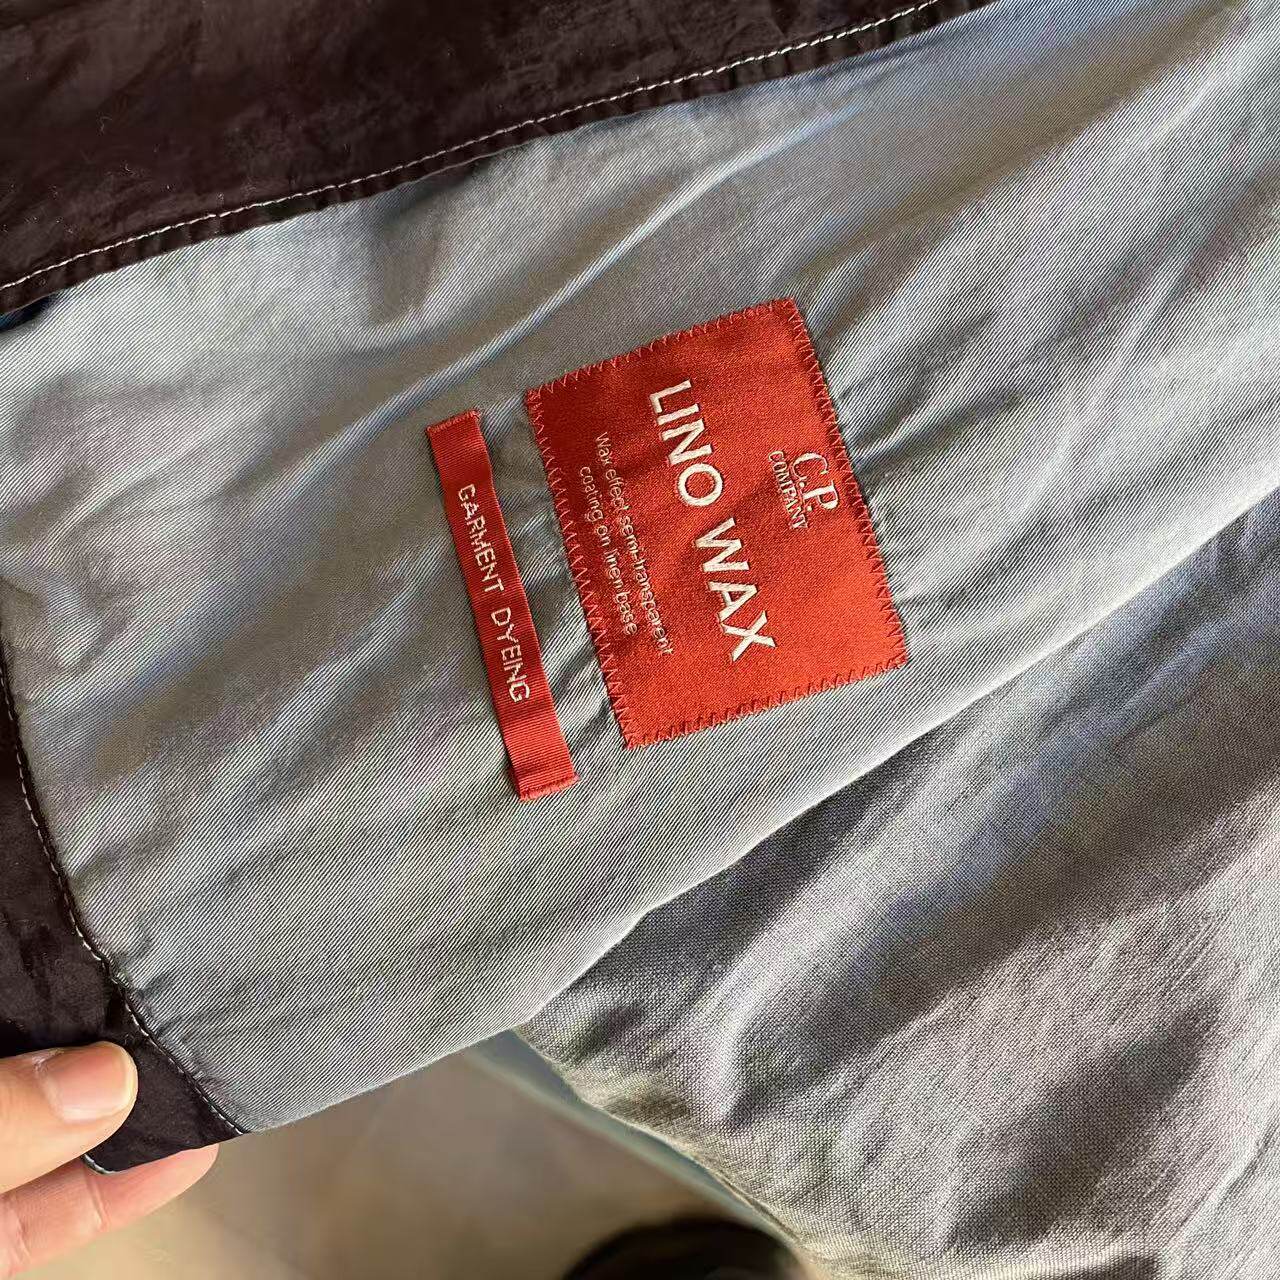 C.P.
COMPANY
LINO WAX
Wax effect semi-transparent
coating on linen base
GARMENT DYEING